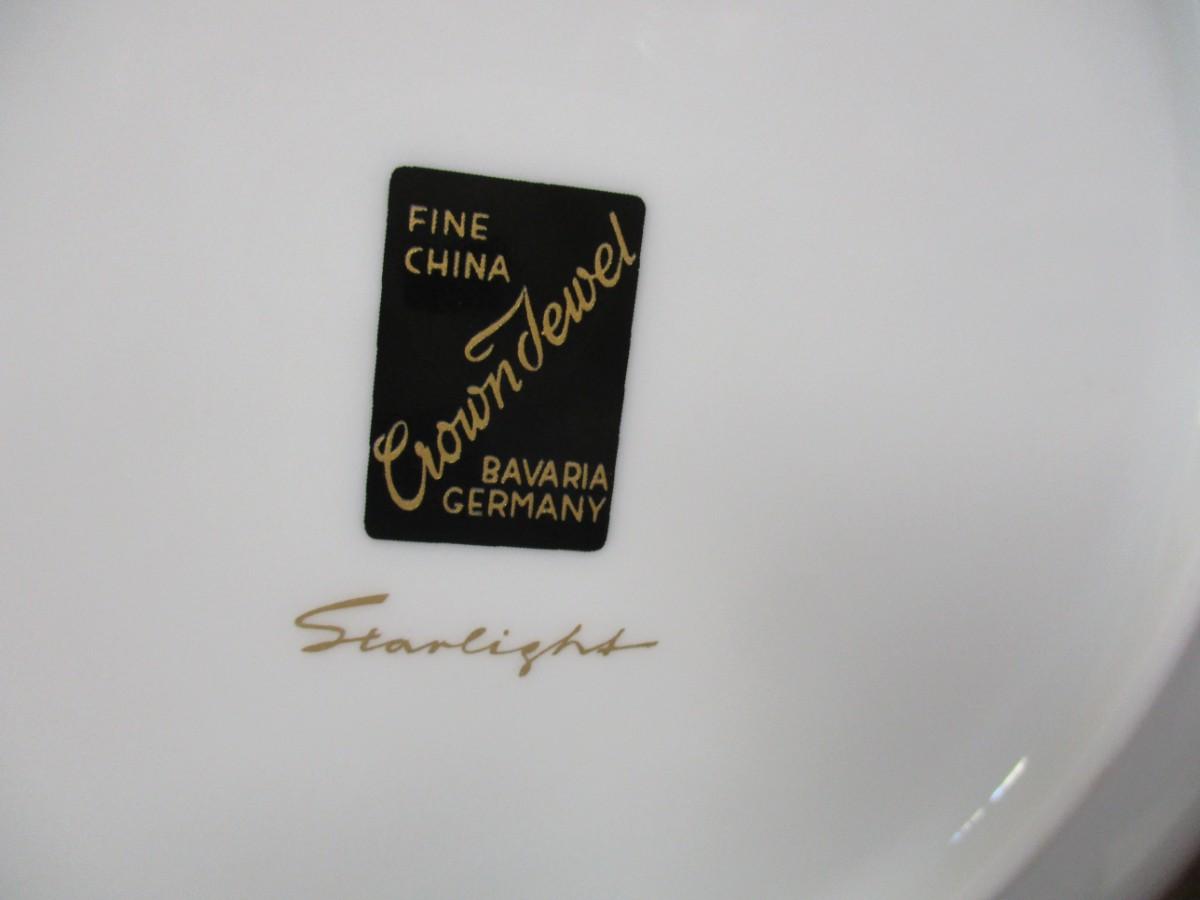 FINE
CHINA
Crown Jewel
BAVARIA
GERMANY
Starlight